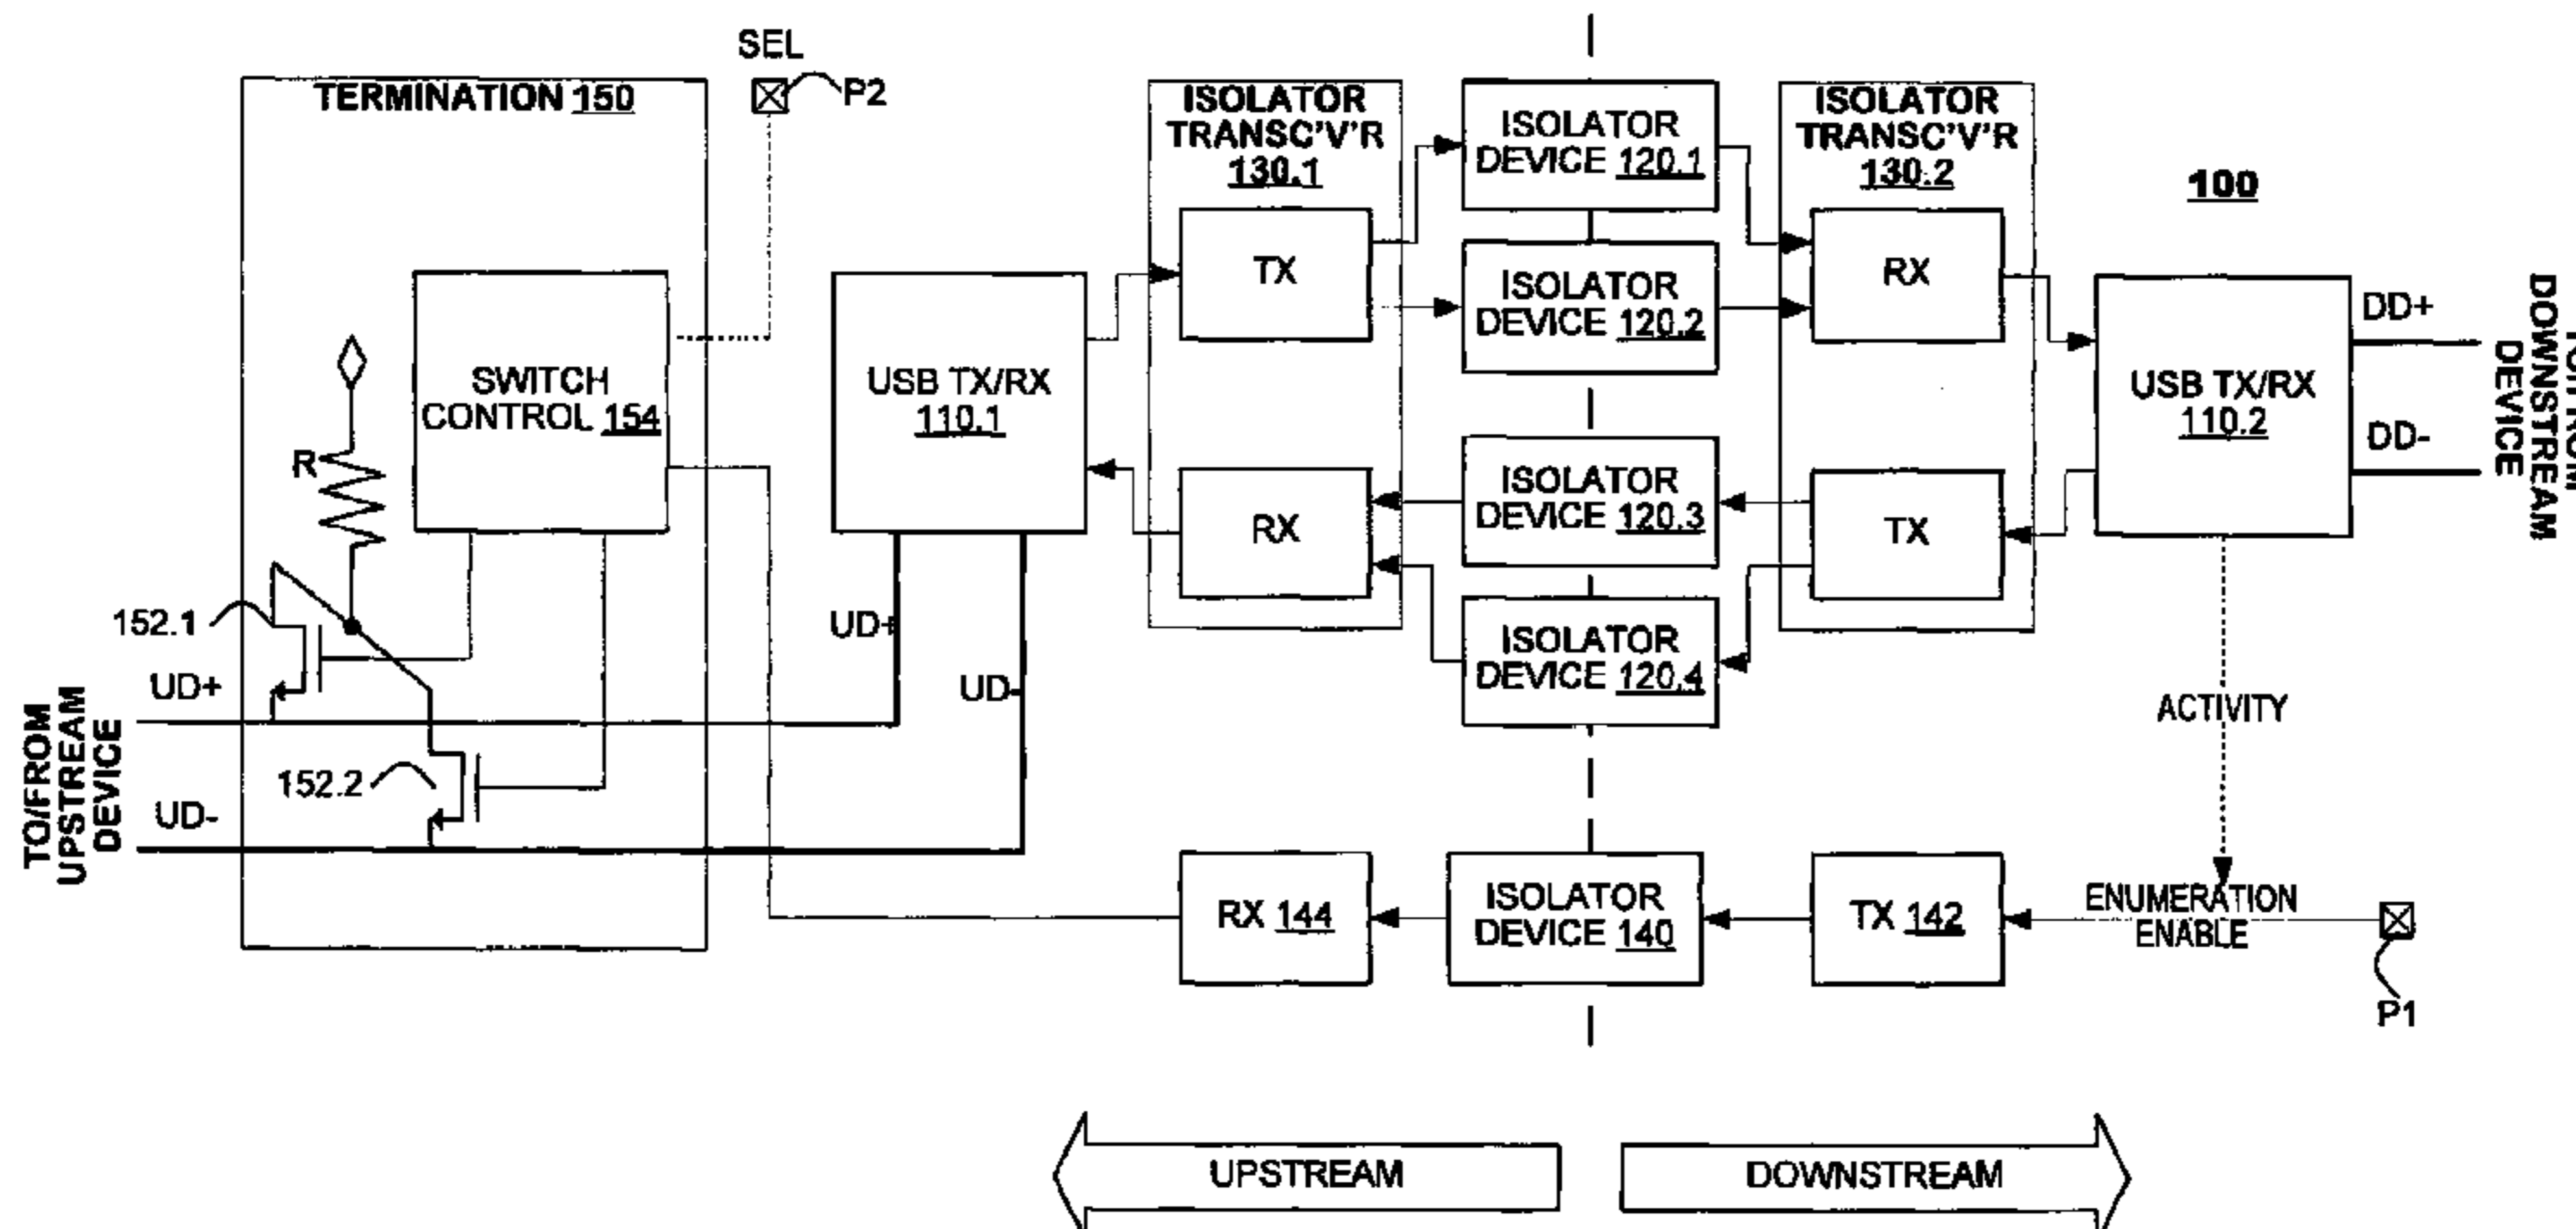 SEL
P2
TERMINATION 150
SWITCH
CONTROL 154
R
152.1
UD+
152.2
UD-
TO/FROM
UPSTREAM
DEVICE
USB TX/RX
110.1
UD+
UD-
ISOLATOR
TRANSC'V'R
130.1
TX
RX
ISOLATOR
DEVICE 120.1
ISOLATOR
DEVICE 120.2
ISOLATOR
DEVICE 120.3
ISOLATOR
DEVICE 120.4
ISOLATOR
TRANSC'V'R
130.2
RX
TX
100
USB TX/RX
110.2
DD+
DD-
DOWNSTREAM
DEVICE
ACTIVITY
RX 144
ISOLATOR
DEVICE 140
TX 142
ENUMERATION
ENABLE
P1
UPSTREAM
DOWNSTREAM